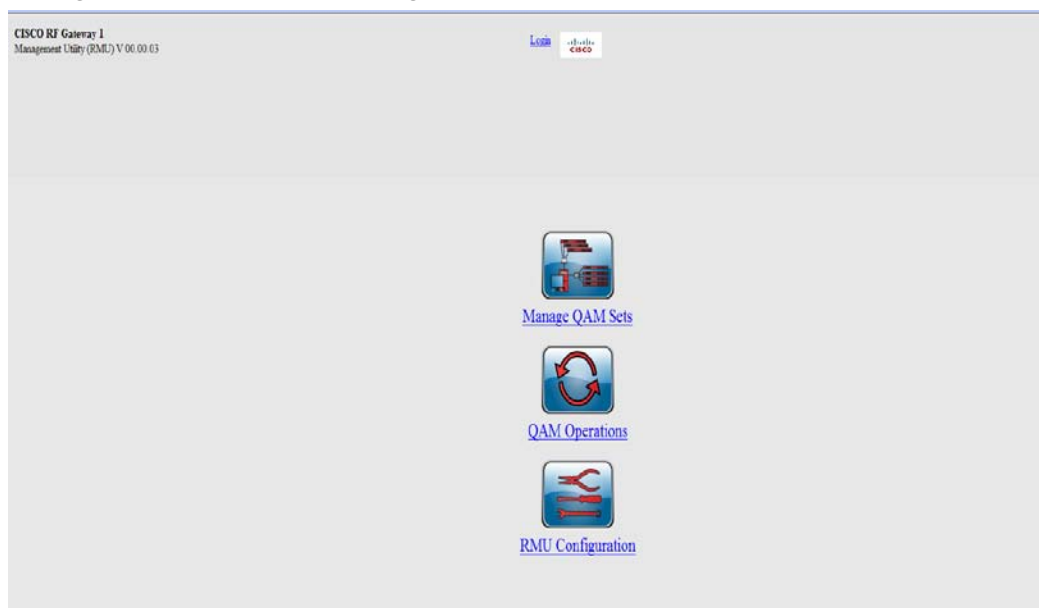 CISCO RF Gateway 1
Management Utility (RMU) V 00.00.03
Login
CISCO
Manage QAM Sets
QAM Operations
RMU Configuration